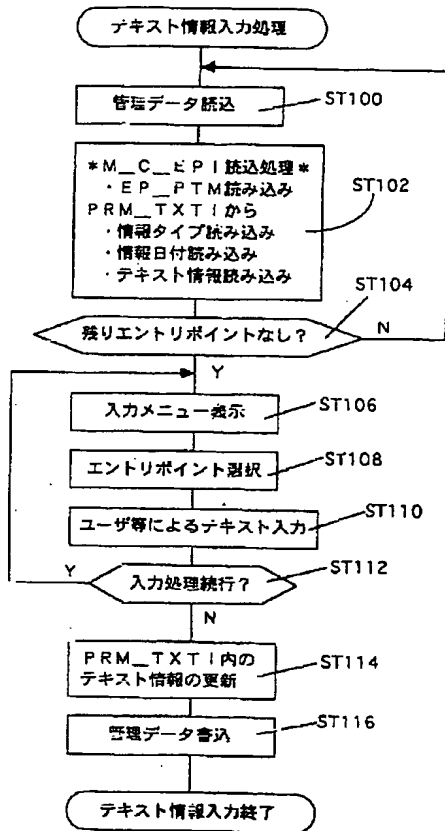 テキスト情報入力処理
管理データ読込
ST100
*M__C__EPI読込処理*
・EP__PTM読み込み
PRM__TXTIから
・情報タイプ読み込み
・情報日付読み込み
・テキスト情報読み込み
ST102
ST104
残りエントリポイントなし?
N
Y
入力メニュー表示
ST106
エントリポイント選択
ST108
ユーザ等によるテキスト入力
ST110
Y
入力処理続行?
ST112
N
PRM__TXTI内の
テキスト情報の更新
ST114
管理データ書込
ST116
テキスト情報入力終了